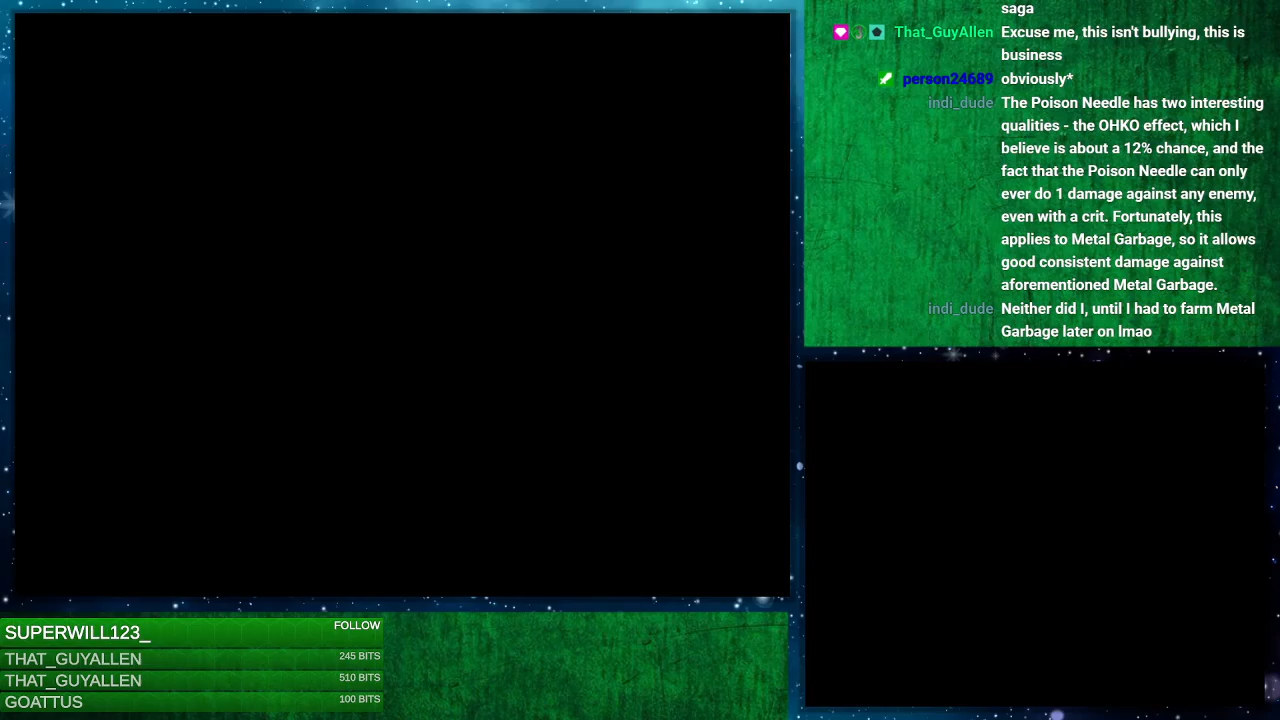 saga
That_GuyAllen Excuse me, this isn't bullying, this is
business
person24689 obviously*
indi_dude The Poison Needle has two interesting
qualities - the OHKO effect, which I
believe is about a 12% chance, and the
fact that the Poison Needle can only
ever do 1 damage against any enemy,
even with a crit. Fortunately, this
applies to Metal Garbage, so it allows
good consistent damage against
aforementioned Metal Garbage.
indi_dude Neither did I, until I had to farm Metal
Garbage later on lmao
SUPERWILL123_ FOLLOW
THAT_GUYALLEN 245 BITS
THAT_GUYALLEN 510 BITS
GOATTUS 100 BITS